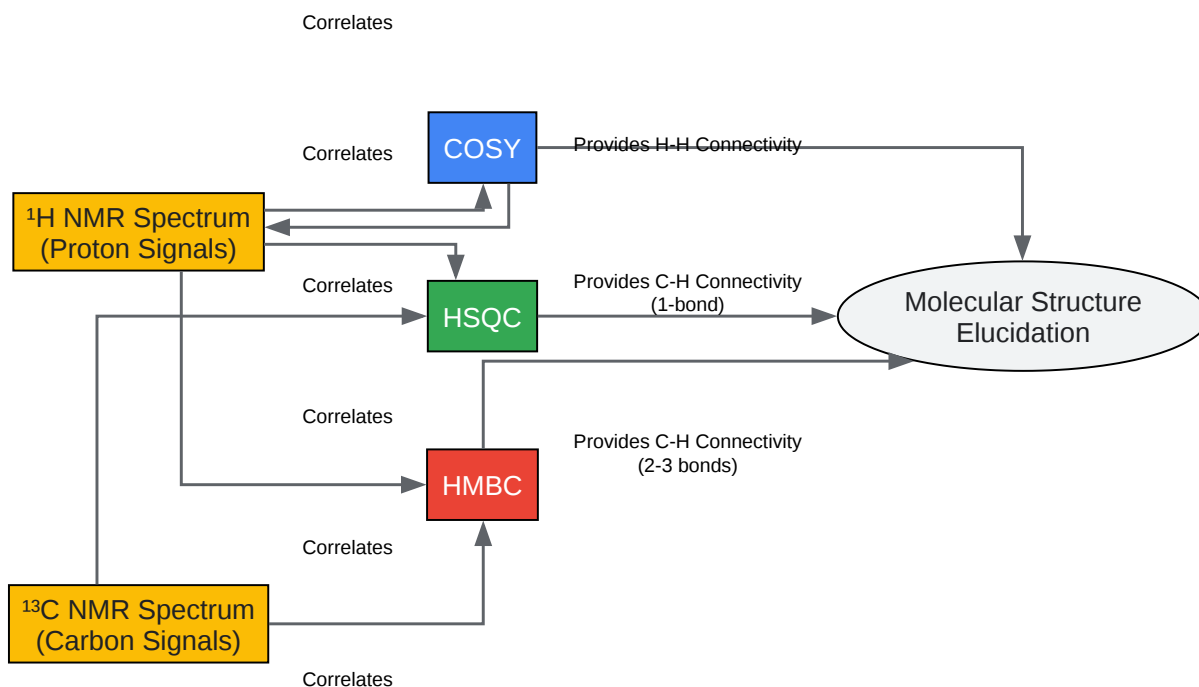 Correlates
COSY
Correlates
Provides H-H Connectivity
¹H NMR Spectrum
(Proton Signals)
Correlates
HSQC
Provides C-H Connectivity
(1-bond)
Molecular Structure
Elucidation
Correlates
HMBC
Provides C-H Connectivity
(2-3 bonds)
Correlates
¹³C NMR Spectrum
(Carbon Signals)
Correlates